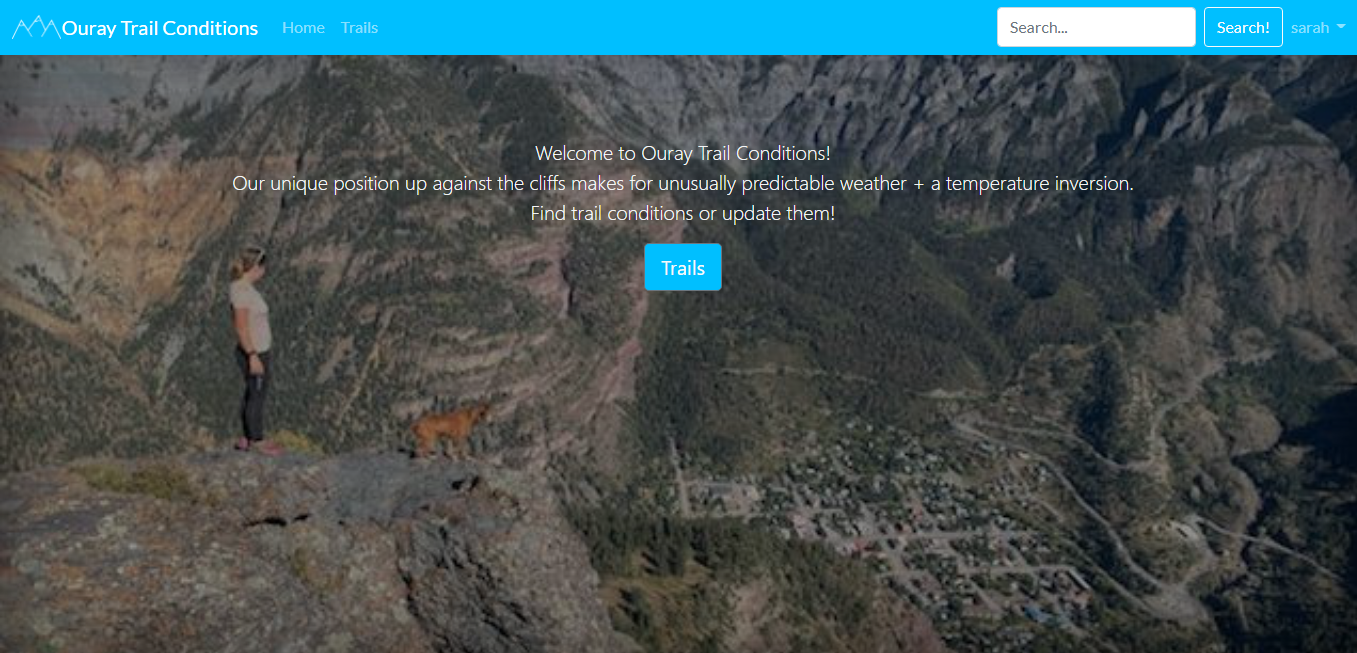 Ouray Trail Conditions Home Trails Search... Search! sarah
Welcome to Ouray Trail Conditions!
Our unique position up against the cliffs makes for unusually predictable weather + a temperature inversion.
Find trail conditions or update them!
Trails